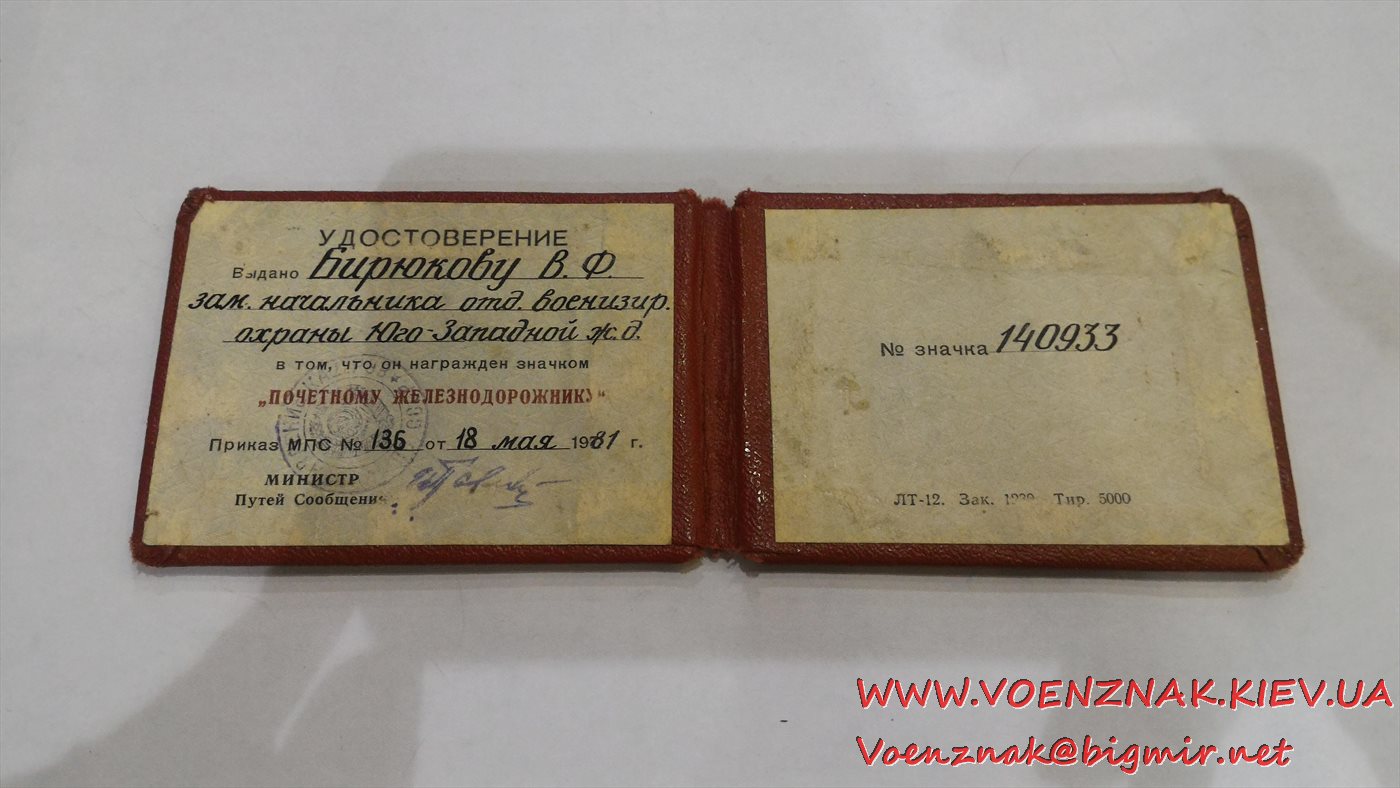 УДОСТОВЕРЕНИЕ
Выдано Бирюкову В. Ф.
зам. начальника отд. военизир.
охраны Юго-Западной ж.д.
в том, что он награжден значком
„ПОЧЕТНОМУ ЖЕЛЕЗНОДОРОЖНИКУ"
Приказ МПС № 136 от 18 мая 1981 г.
МИНИСТР
Путей Сообщения
№ значка 140933
ЛТ-12. Зак. Тир. 5000
WWW.VOENZNAK.KIEV.UA
Voenznak@bigmir.net